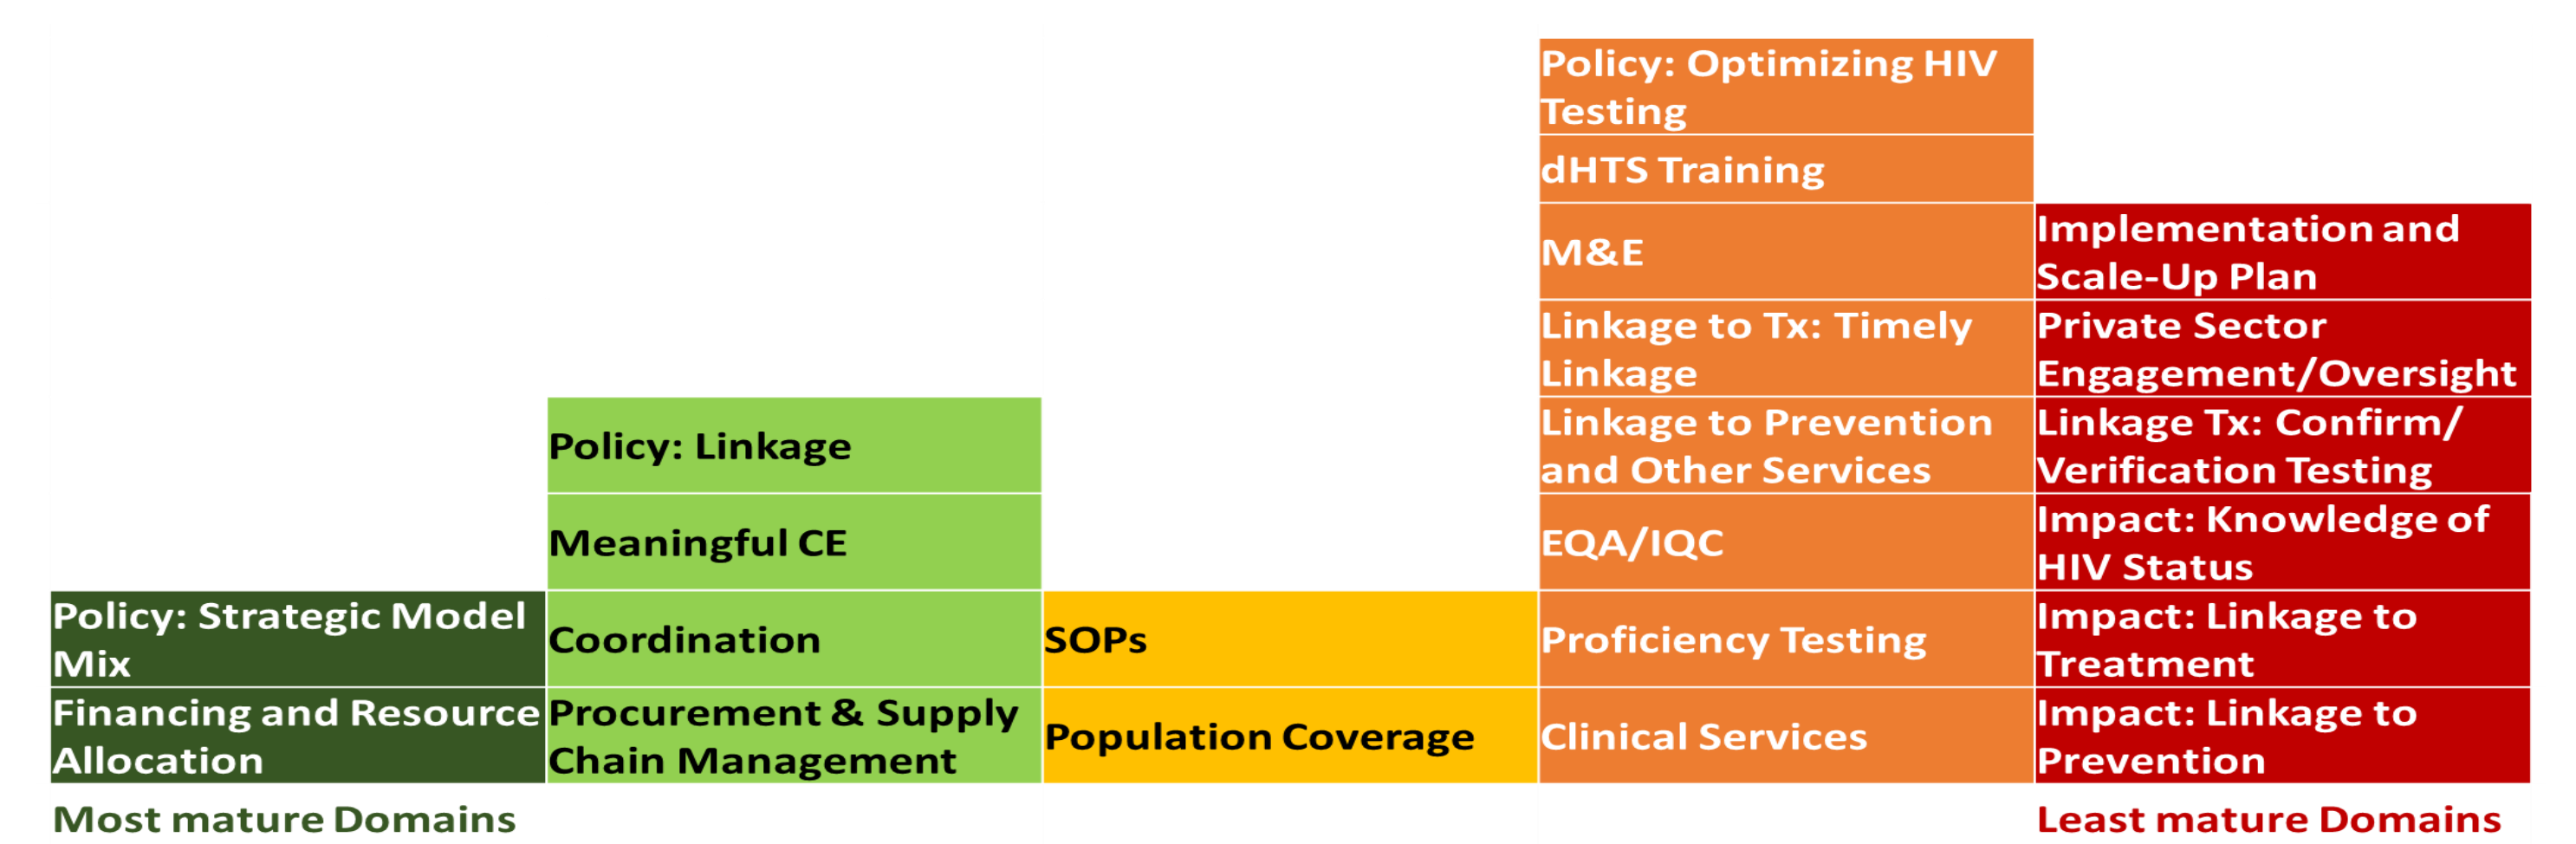 Policy: Strategic Model
Mix
Financing and Resource
Allocation
Most mature Domains
Policy: Linkage
Meaningful CE
Coordination
Procurement & Supply
Chain Management
SOPs
Population Coverage
Policy: Optimizing HIV
Testing
dHTS Training
M&E
Linkage to Tx: Timely
Linkage
Linkage to Prevention
and Other Services
EQA/IQC
Proficiency Testing
Clinical Services
Implementation and
Scale-Up Plan
Private Sector
Engagement/Oversight
Linkage Tx: Confirm/
Verification Testing
Impact: Knowledge of
HIV Status
Impact: Linkage to
Treatment
Impact: Linkage to
Prevention
Least mature Domains